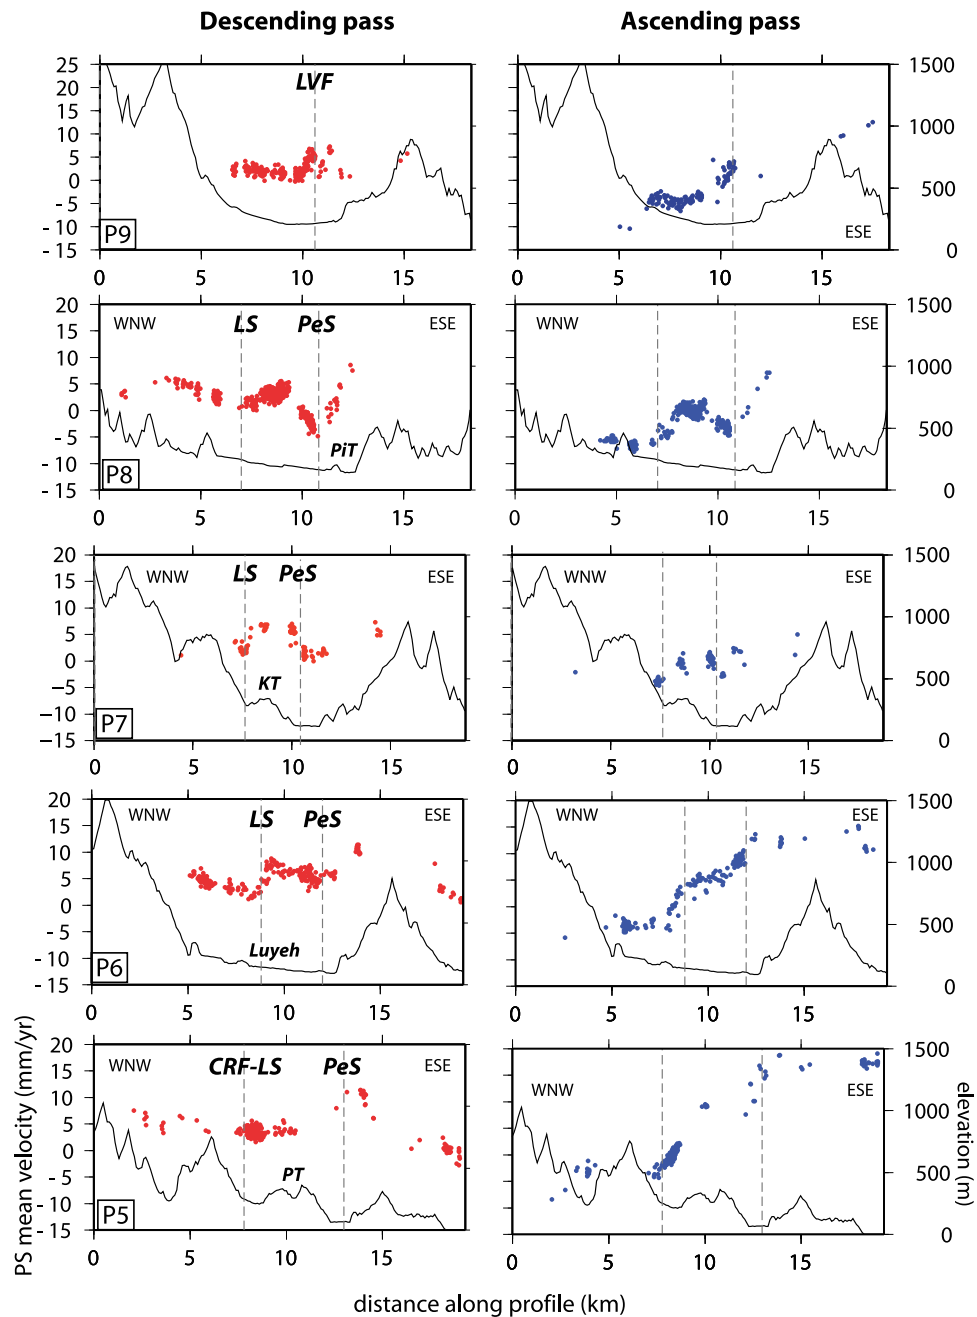 Descending pass
Ascending pass
25
20
15
10
5
0
- 5
- 10
- 15
LVF
P9
0 5 10 15
ESE
1500
1000
500
0
0 5 10 15
20
15
10
5
0
- 5
- 10
- 15
WNW LS PeS ESE
PiT
P8
0 5 10 15
WNW ESE
1500
1000
500
0
0 5 10 15
20
15
10
5
0
−5
−10
−15
WNW LS PeS ESE
KT
P7
0 5 10 15
WNW ESE
1500
1000
500
0
0 5 10 15
20
15
10
5
0
- 5
- 10
- 15
WNW LS PeS ESE
Luyeh
P6
0 5 10 15
WNW ESE
1500
1000
500
0
0 5 10 15
20
15
10
5
0
- 5
- 10
- 15
WNW CRF-LS PeS ESE
PT
P5
0 5 10 15
WNW ESE
1500
1000
500
0
0 5 10 15
PS mean velocity (mm/yr)
elevation (m)
distance along profile (km)